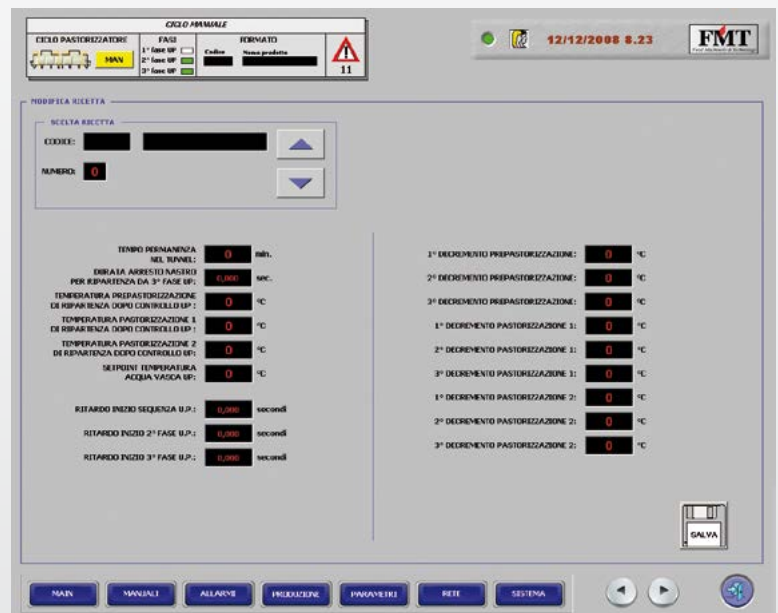 CICLO MANUALE
CICLO PASTORIZZATORE
MAN
FASI
1° fase UP
2° fase UP
3° fase UP
FORMATO
Codice Nome prodotto
11
12/12/2008 8.23
FMT
MODIFICA RICETTA
SCELTA RICETTA
CODICE:
NUMERO: 0
TEMPO PERMANENZA
NEL TUNNEL: 0 min.
DURATA ARRESTO NASTRO
PER RIPARTENZA DA 3° FASE UP: 0,000 sec.
TEMPERATURA PREPASTORIZZAZIONE
DI RIPARTENZA DOPO CONTROLLO UP : 0 °C
TEMPERATURA PASTORIZZAZIONE 1
DI RIPARTENZA DOPO CONTROLLO UP : 0 °C
TEMPERATURA PASTORIZZAZIONE 2
DI RIPARTENZA DOPO CONTROLLO UP: 0 °C
SETPOINT TEMPERATURA
ACQUA VASCA UP: 0 °C
RITARDO INIZIO SEQUENZA U.P.: 0,000 secondi
RITARDO INIZIO 2° FASE U.P.: 0,000 secondi
RITARDO INIZIO 3° FASE U.P.: 0,000 secondi
1° DECREMENTO PREPASTORIZZAZIONE: 0 °C
2° DECREMENTO PREPASTORIZZAZIONE: 0 °C
3° DECREMENTO PREPASTORIZZAZIONE: 0 °C
1° DECREMENTO PASTORIZZAZIONE 1: 0 °C
2° DECREMENTO PASTORIZZAZIONE 1: 0 °C
3° DECREMENTO PASTORIZZAZIONE 1: 0 °C
1° DECREMENTO PASTORIZZAZIONE 2: 0 °C
2° DECREMENTO PASTORIZZAZIONE 2: 0 °C
3° DECREMENTO PASTORIZZAZIONE 2: 0 °C
SALVA
MAIN MANUALI ALLARMI PRODUZIONE PARAMETRI RETE SISTEMA